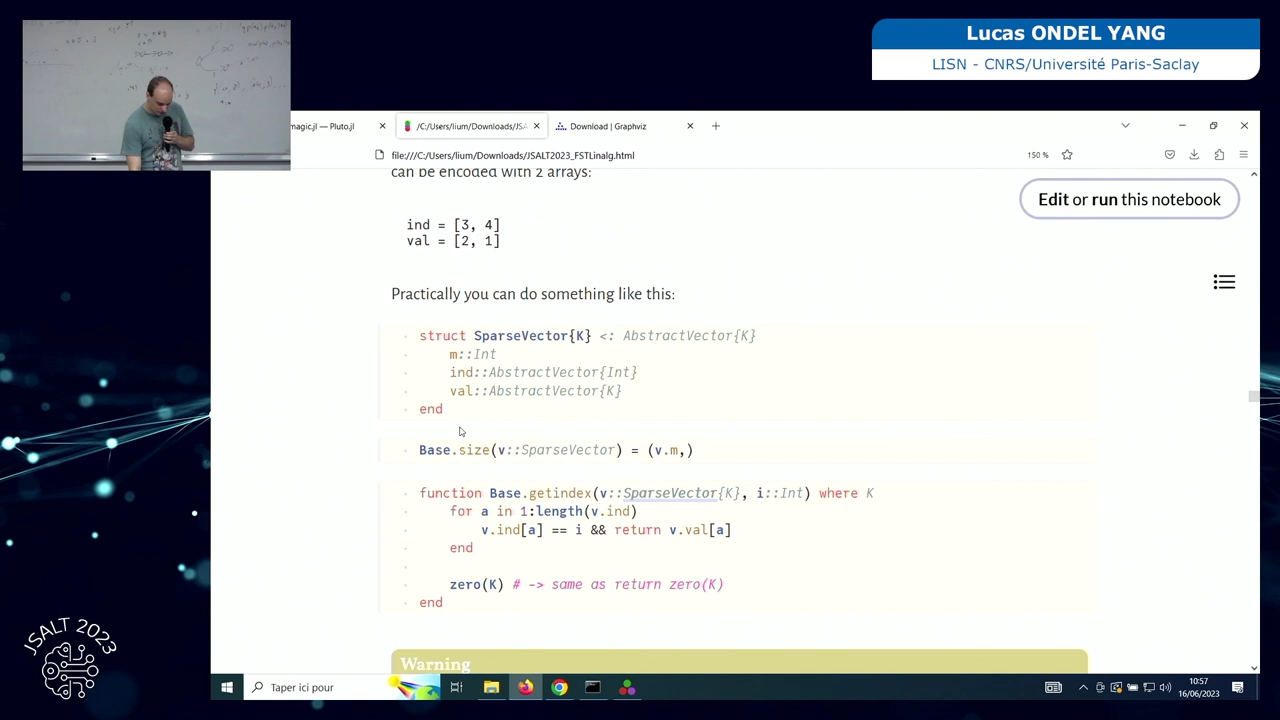 Lucas ONDEL YANG
LISN - CNRS/Université Paris-Saclay
magic.jl — Pluto.jl
/C:/Users/lium/Downloads/JSA
Download | Graphviz
file:///C:/Users/lium/Downloads/JSALT2023_FSTLinalg.html
150 %
can be encoded with 2 arrays:
Edit or run this notebook
ind = [3, 4]
val = [2, 1]
Practically you can do something like this:
struct SparseVector{K} <: AbstractVector{K}
m::Int
ind::AbstractVector{Int}
val::AbstractVector{K}
end
Base.size(v::SparseVector) = (v.m,)
function Base.getindex(v::SparseVector{K}, i::Int) where K
for a in 1:length(v.ind)
v.ind[a] == i && return v.val[a]
end
zero(K) # -> same as return zero(K)
end
Warning
JSALT 2023
Taper ici pour
10:57
16/06/2023